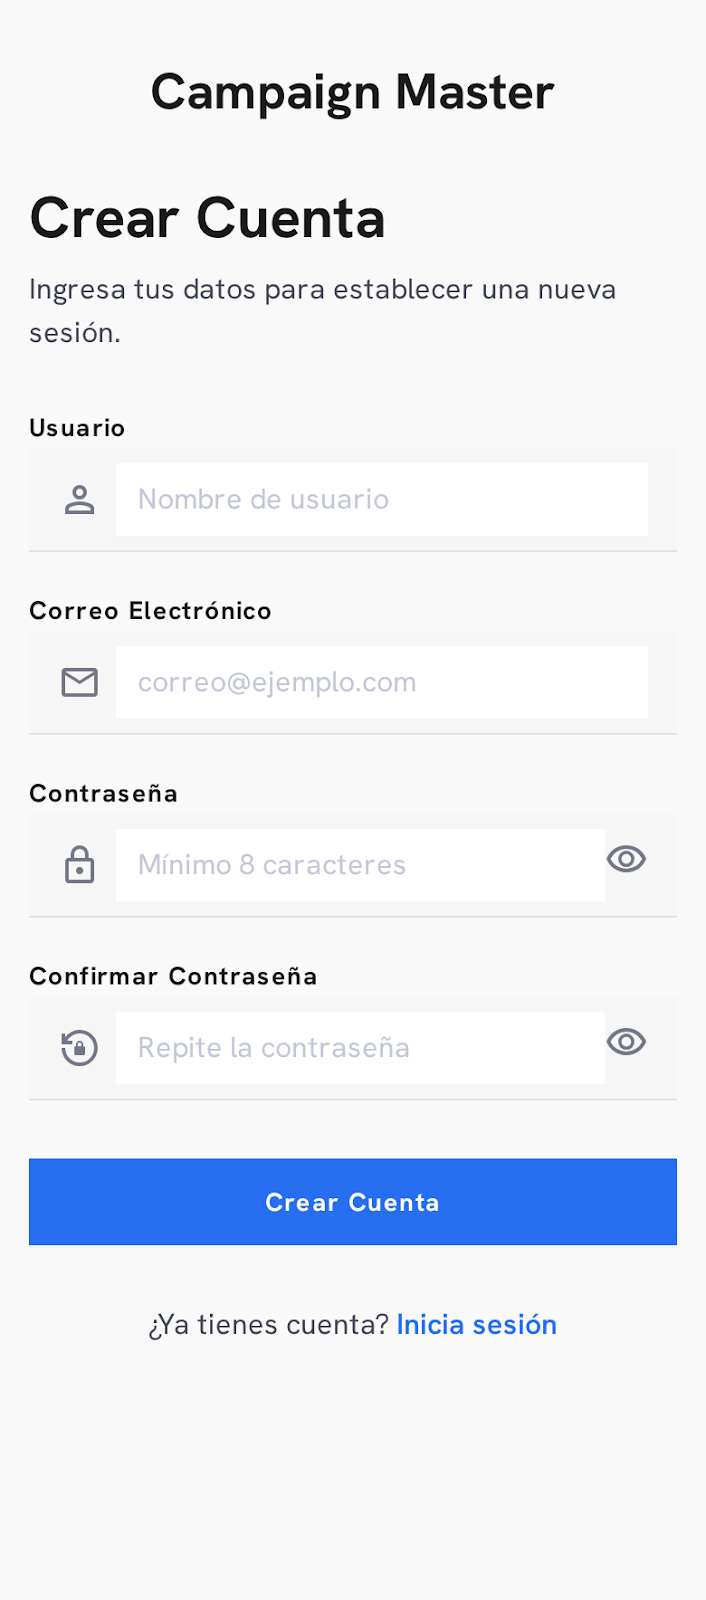 Campaign Master
Crear Cuenta
Ingresa tus datos para establecer una nueva
sesión.
Usuario
Nombre de usuario
Correo Electrónico
correo@ejemplo.com
Contraseña
Mínimo 8 caracteres
Confirmar Contraseña
Repite la contraseña
Crear Cuenta
¿Ya tienes cuenta? Inicia sesión